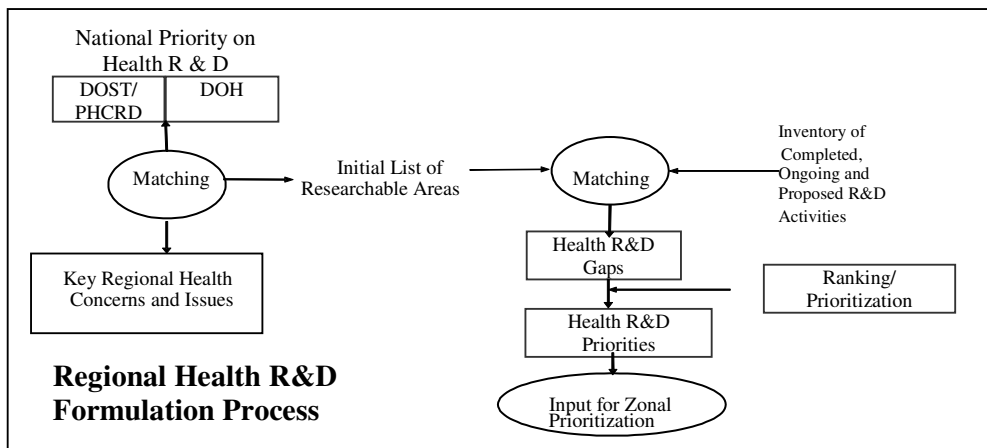 National Priority on
Health R & D
DOST/
PHCRD
DOH
Matching
Key Regional Health
Concerns and Issues
Initial List of
Researchable Areas
Matching
Inventory of
Completed,
Ongoing and
Proposed R&D
Activities
Health R&D
Gaps
Ranking/
Prioritization
Health R&D
Priorities
Input for Zonal
Prioritization
Regional Health R&D
Formulation Process